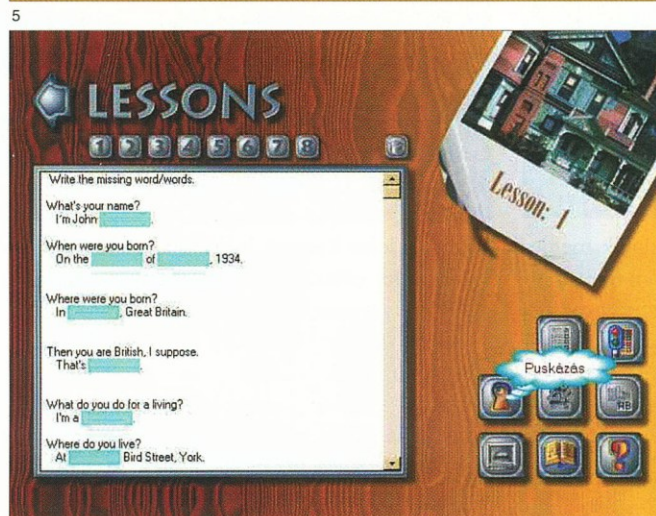 5
LESSONS
1 2 3 4 5 6 7 8
Write the missing word/words.
What's your name?
I'm John .
When were you born?
On the of , 1934.
Where were you born?
In , Great Britain.
Then you are British, I suppose.
That's .
What do you do for a living?
I'm a .
Where do you live?
At Bird Street, York.
Lesson: 1
Puskázás
AB